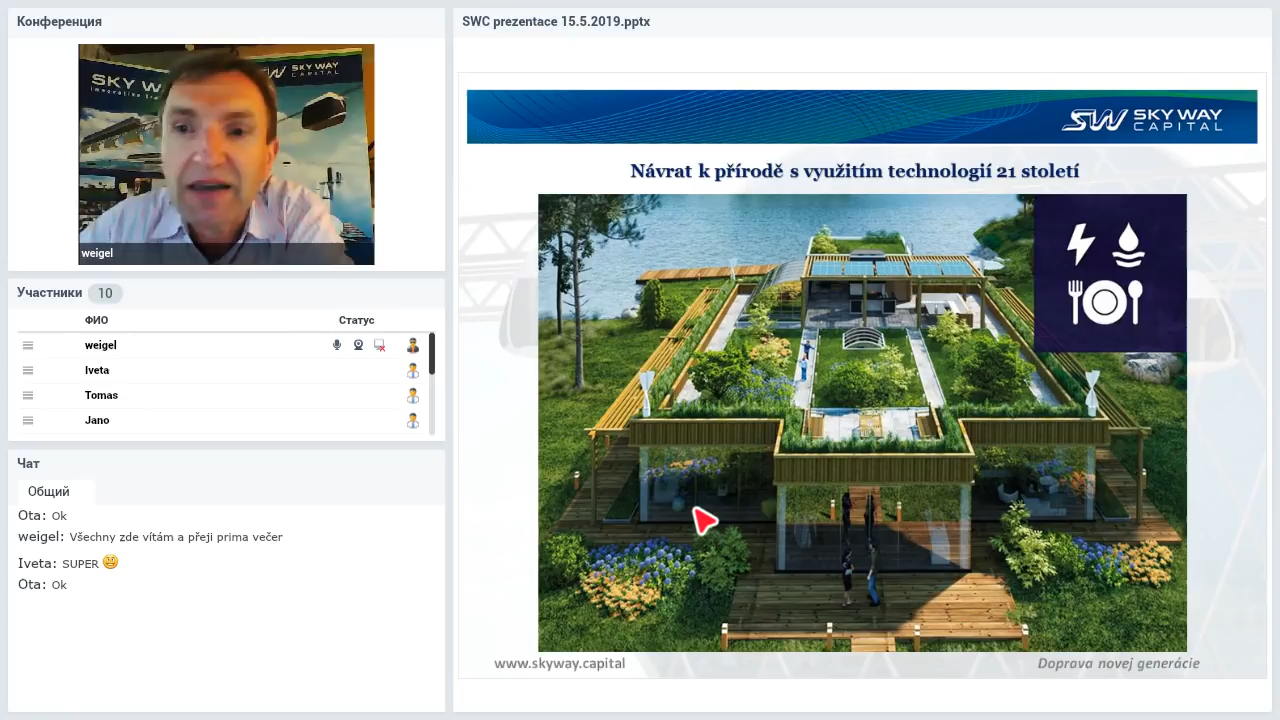 Конференция
SKY W
SKY WAY
CAPITAL
weigel
Участники 10
ФИО Статус
weigel
Iveta
Tomas
Jano
Чат
Общий
Ota: Ok
weigel: Všechny zde vítám a přeji prima večer
Iveta: SUPER
Ota: Ok
SWC prezentace 15.5.2019.pptx
SW SKY WAY
CAPITAL
Návrat k přírodě s využitím technologií 21 století
www.skyway.capital
Doprava novej generácie